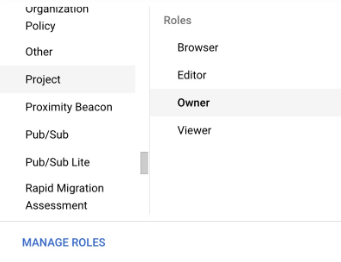 Organization
Policy
Other
Project
Proximity Beacon
Pub/Sub
Pub/Sub Lite
Rapid Migration
Assessment
Roles
Browser
Editor
Owner
Viewer
MANAGE ROLES